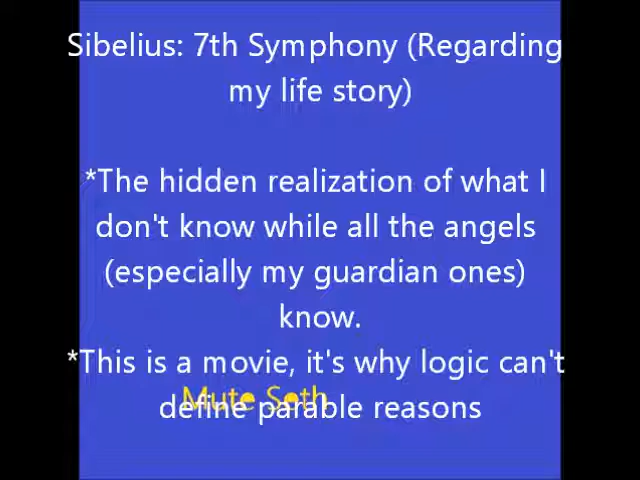 Sibelius: 7th Symphony (Regarding
my life story)
*The hidden realization of what I
don't know while all the angels
(especially my guardian ones)
know.
*This is a movie, it's why logic can't
Mute Seth
define parable reasons